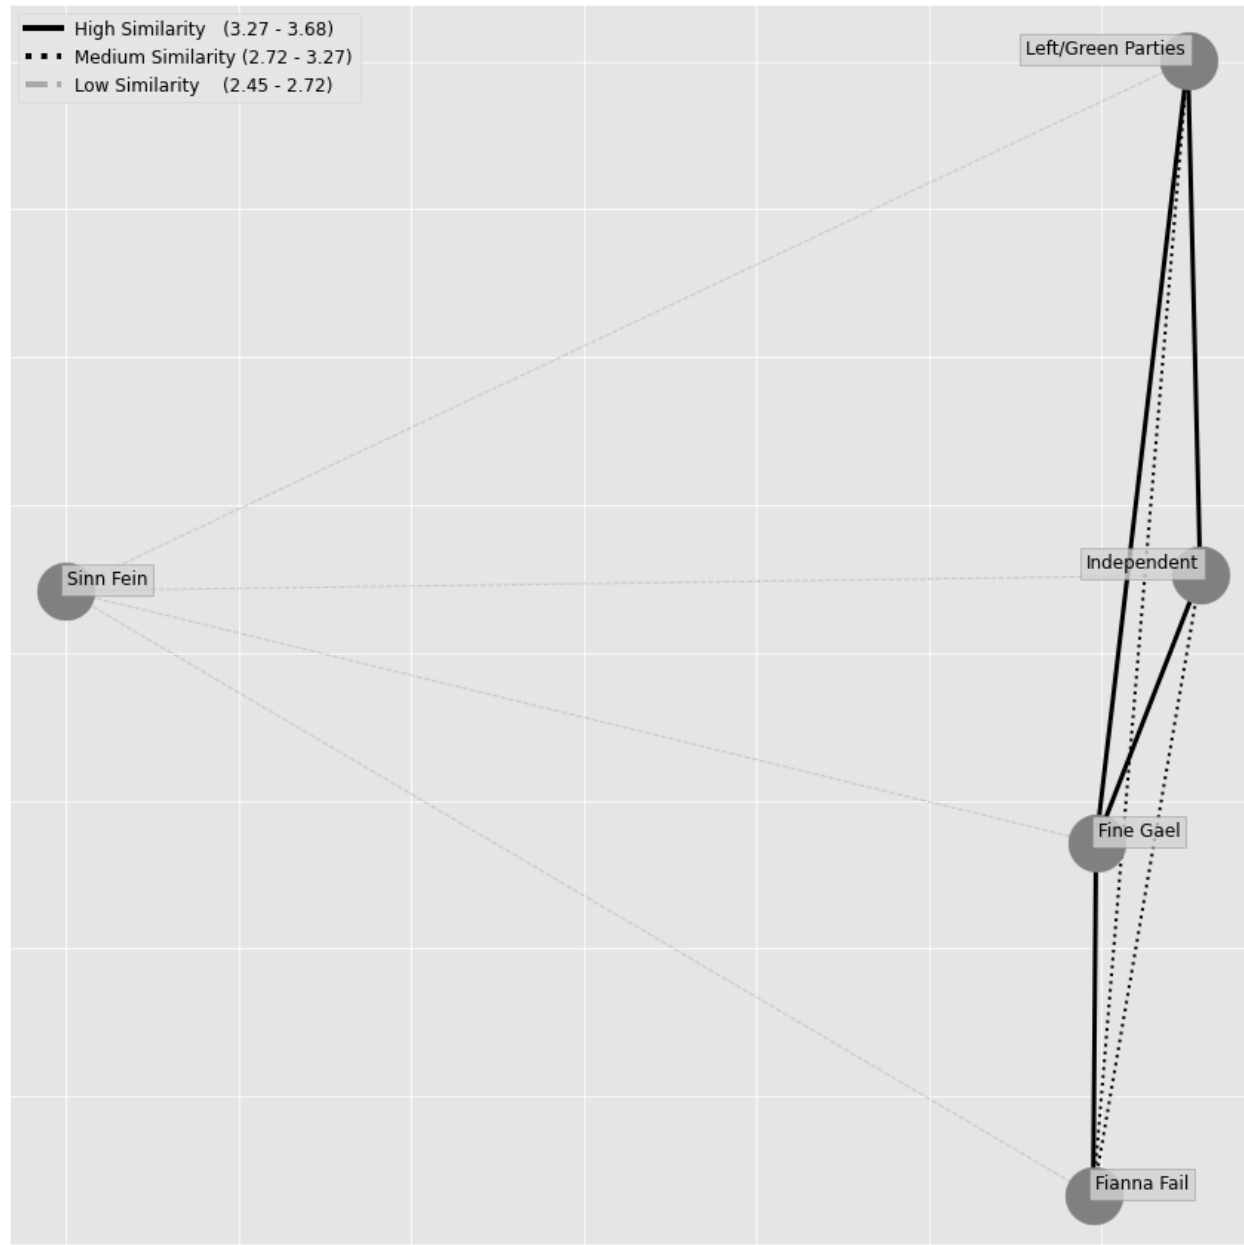 High Similarity (3.27 - 3.68)
Medium Similarity (2.72 - 3.27)
Low Similarity (2.45 - 2.72)
Left/Green Parties
Independent
Sinn Fein
Fine Gael
Fianna Fail